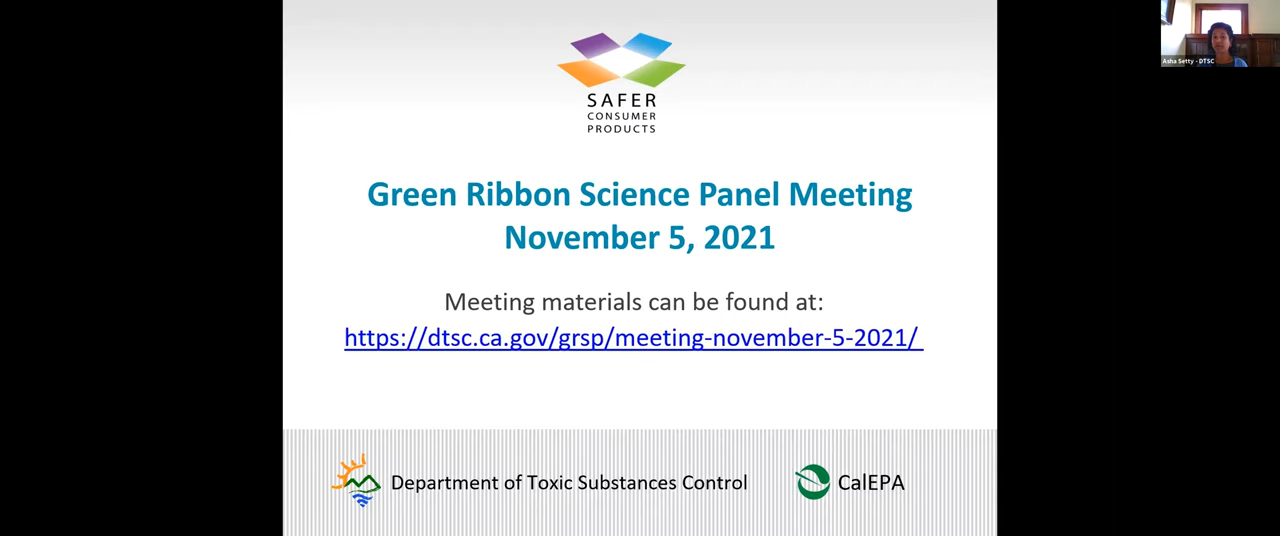 SAFER
CONSUMER
PRODUCTS
Green Ribbon Science Panel Meeting
November 5, 2021
Meeting materials can be found at:
https://dtsc.ca.gov/grsp/meeting-november-5-2021/
Department of Toxic Substances Control
CalEPA
Asha Setty - DTSC